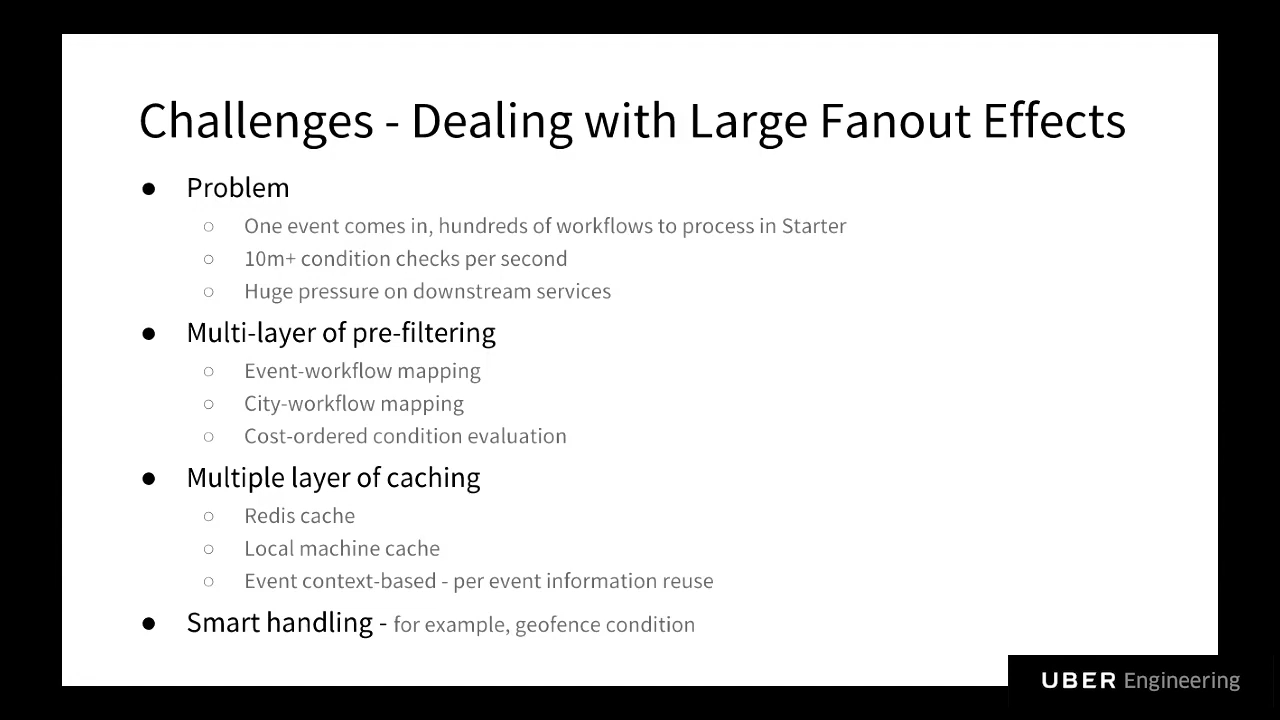 Challenges - Dealing with Large Fanout Effects
● Problem
○ One event comes in, hundreds of workflows to process in Starter
○ 10m+ condition checks per second
○ Huge pressure on downstream services
● Multi-layer of pre-filtering
○ Event-workflow mapping
○ City-workflow mapping
○ Cost-ordered condition evaluation
● Multiple layer of caching
○ Redis cache
○ Local machine cache
○ Event context-based - per event information reuse
● Smart handling - for example, geofence condition
UBER Engineering